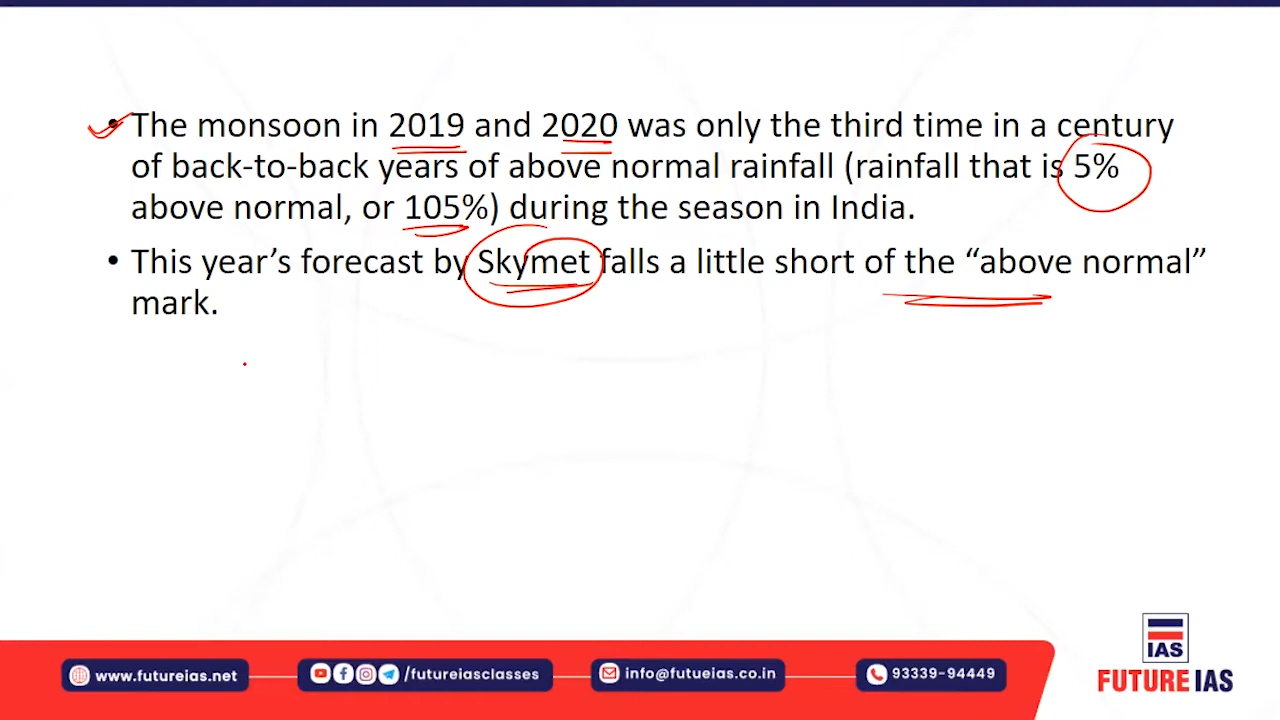 • The monsoon in 2019 and 2020 was only the third time in a century
of back-to-back years of above normal rainfall (rainfall that is 5%
above normal, or 105%) during the season in India.
• This year’s forecast by Skymet falls a little short of the “above normal”
mark.
IAS
FUTURE IAS
www.futureias.net
/futureiasclasses
info@futueias.co.in
93339-94449